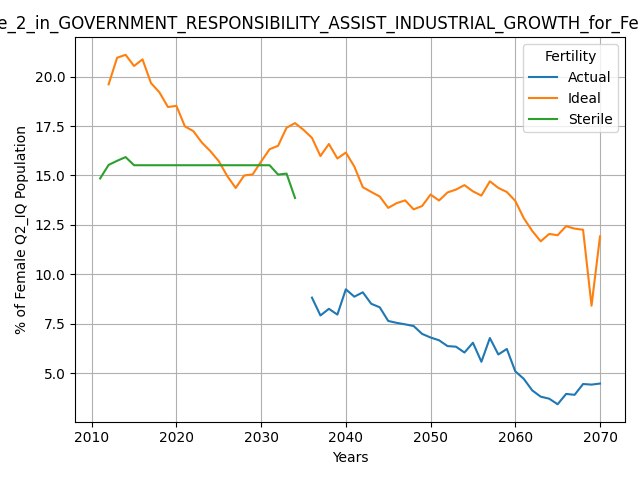 e_2_in_GOVERNMENT_RESPONSIBILITY_ASSIST_INDUSTRIAL_GROWTH_for_Fe
Fertility
Actual
Ideal
Sterile
% of Female Q2_IQ Population
20.0
17.5
15.0
12.5
10.0
7.5
5.0
2010 2020 2030 2040 2050 2060 2070
Years